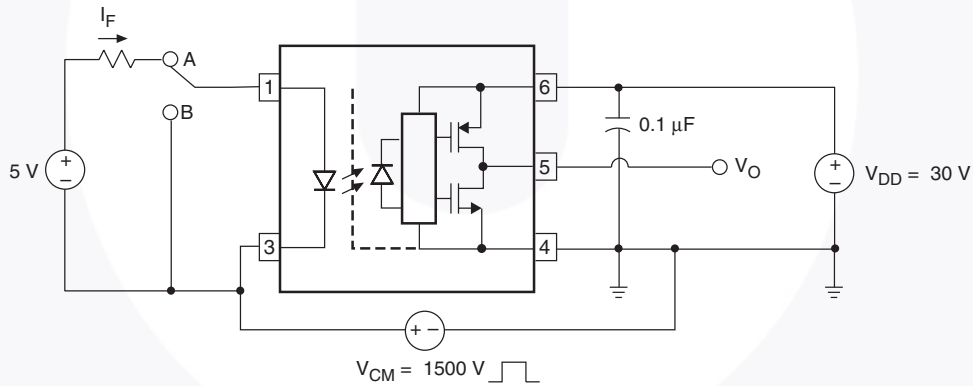 I_F
A
1
6
B
0.1 μF
5
V_O
5 V
+
–
+
–
V_DD = 30 V
3
4
+ –
V_CM = 1500 V